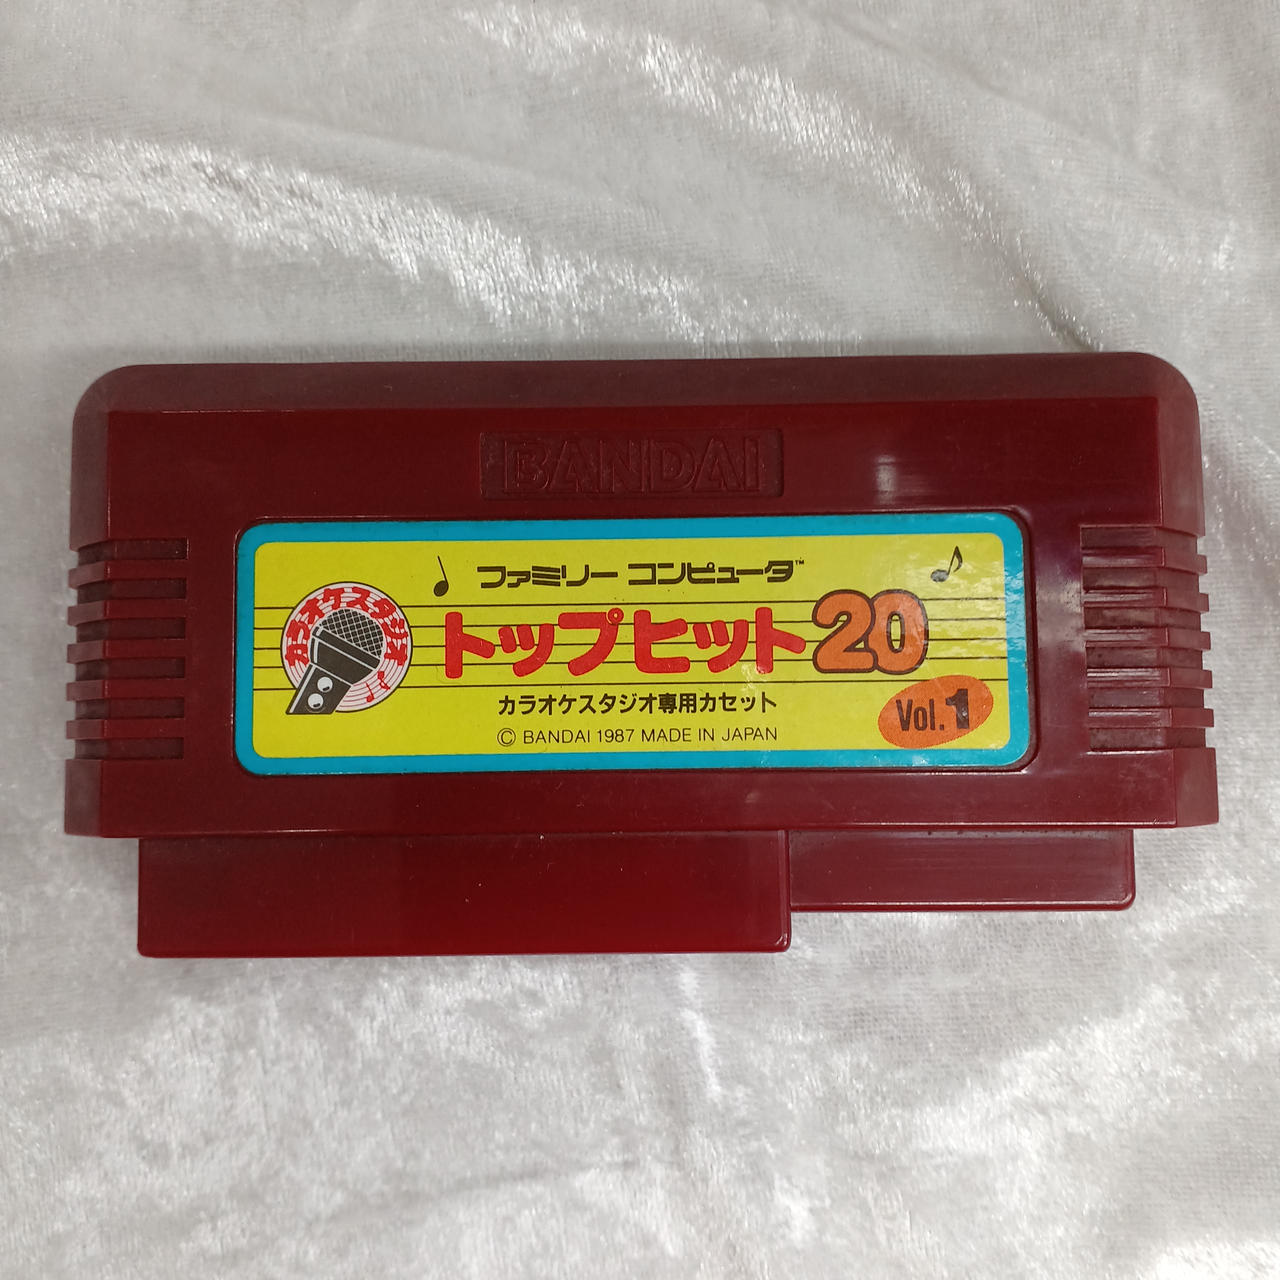 BANDAI
ファミリー コンピュータ™
カラオケスタジオ
トップヒット20
カラオケスタジオ専用カセット
Vol.1
© BANDAI 1987 MADE IN JAPAN